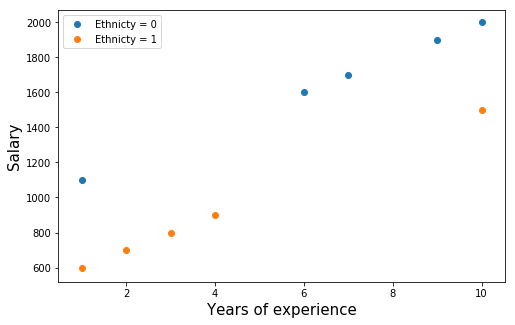 Ethnicty = 0
Ethnicty = 1
Salary
2000
1800
1600
1400
1200
1000
800
600
2 4 6 8 10
Years of experience